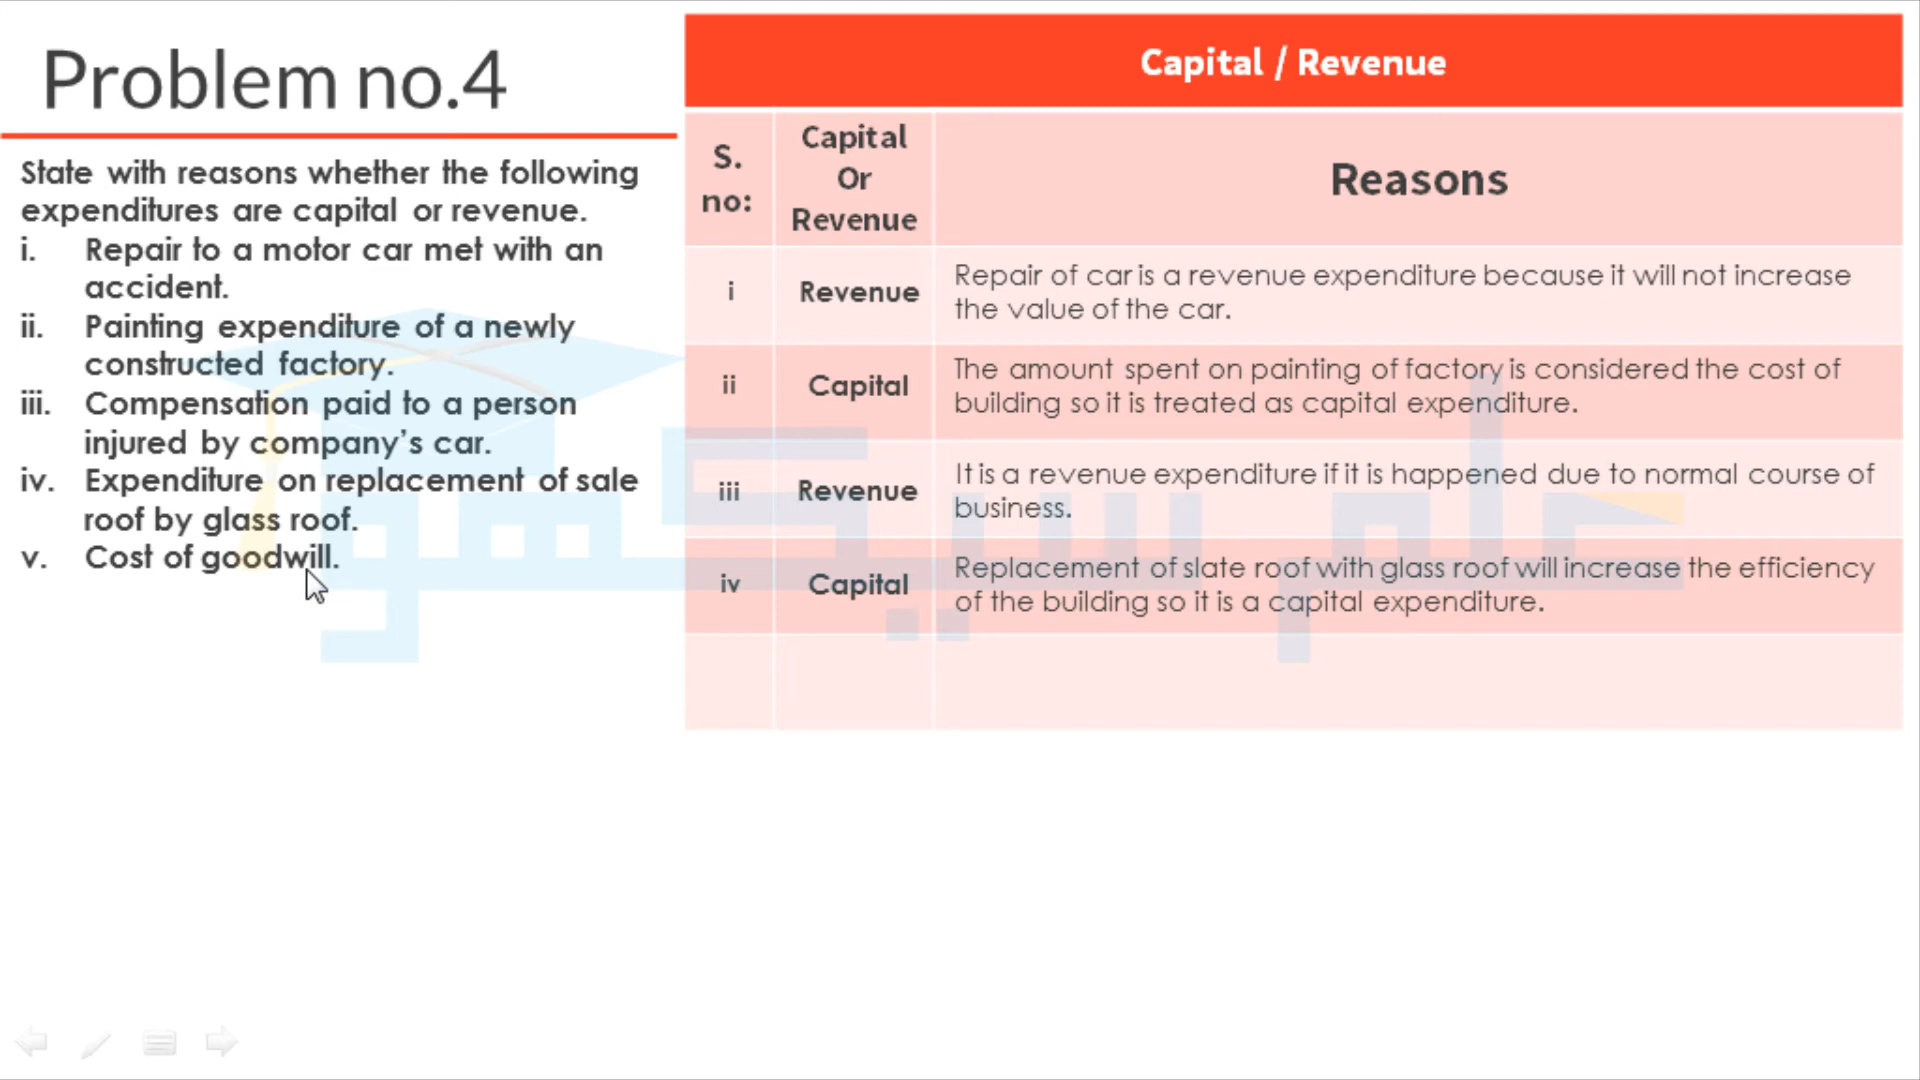 Problem no.4
State with reasons whether the following
expenditures are capital or revenue.
i. Repair to a motor car met with an
accident.
ii. Painting expenditure of a newly
constructed factory.
iii. Compensation paid to a person
injured by company's car.
iv. Expenditure on replacement of sale
roof by glass roof.
v. Cost of goodwill.
Capital / Revenue
S.
no:
Capital
Or
Revenue
Reasons
i
Revenue
Repair of car is a revenue expenditure because it will not increase
the value of the car.
ii
Capital
The amount spent on painting of factory is considered the cost of
building so it is treated as capital expenditure.
iii
Revenue
It is a revenue expenditure if it is happened due to normal course of
business.
iv
Capital
Replacement of slate roof with glass roof will increase the efficiency
of the building so it is a capital expenditure.